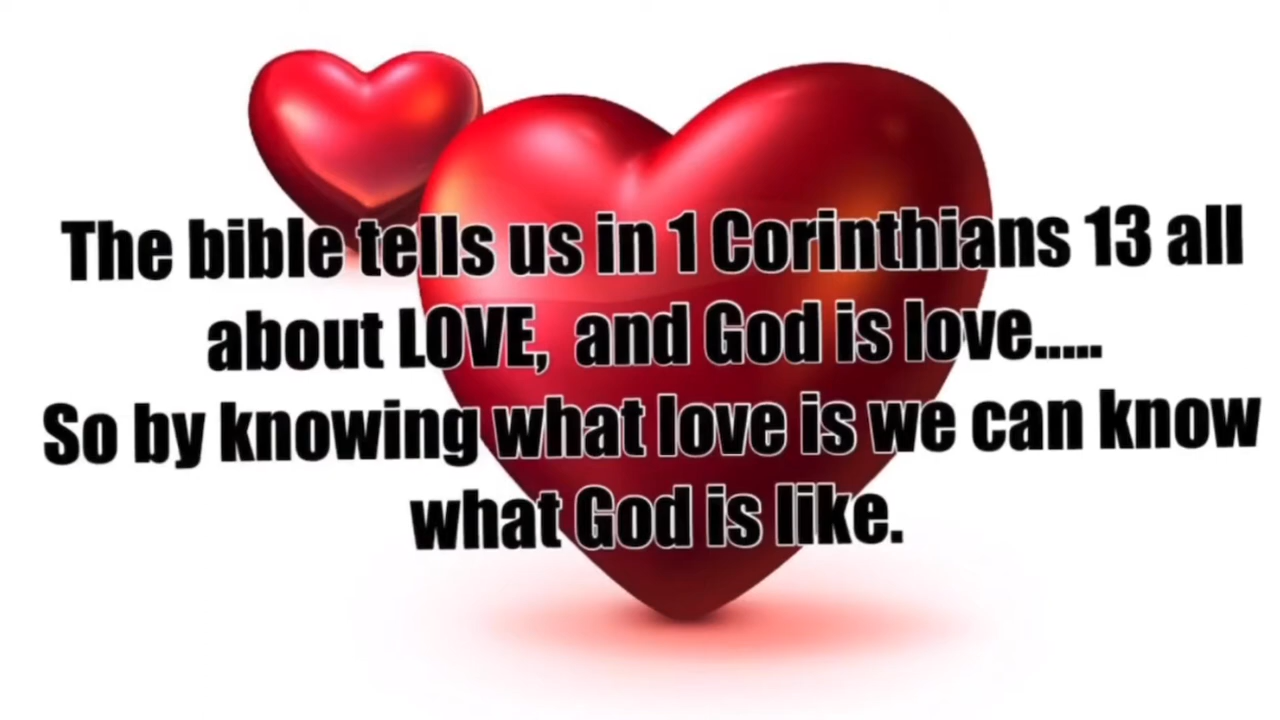 The bible tells us in 1 Corinthians 13 all
about LOVE, and God is love.....
So by knowing what love is we can know
what God is like.